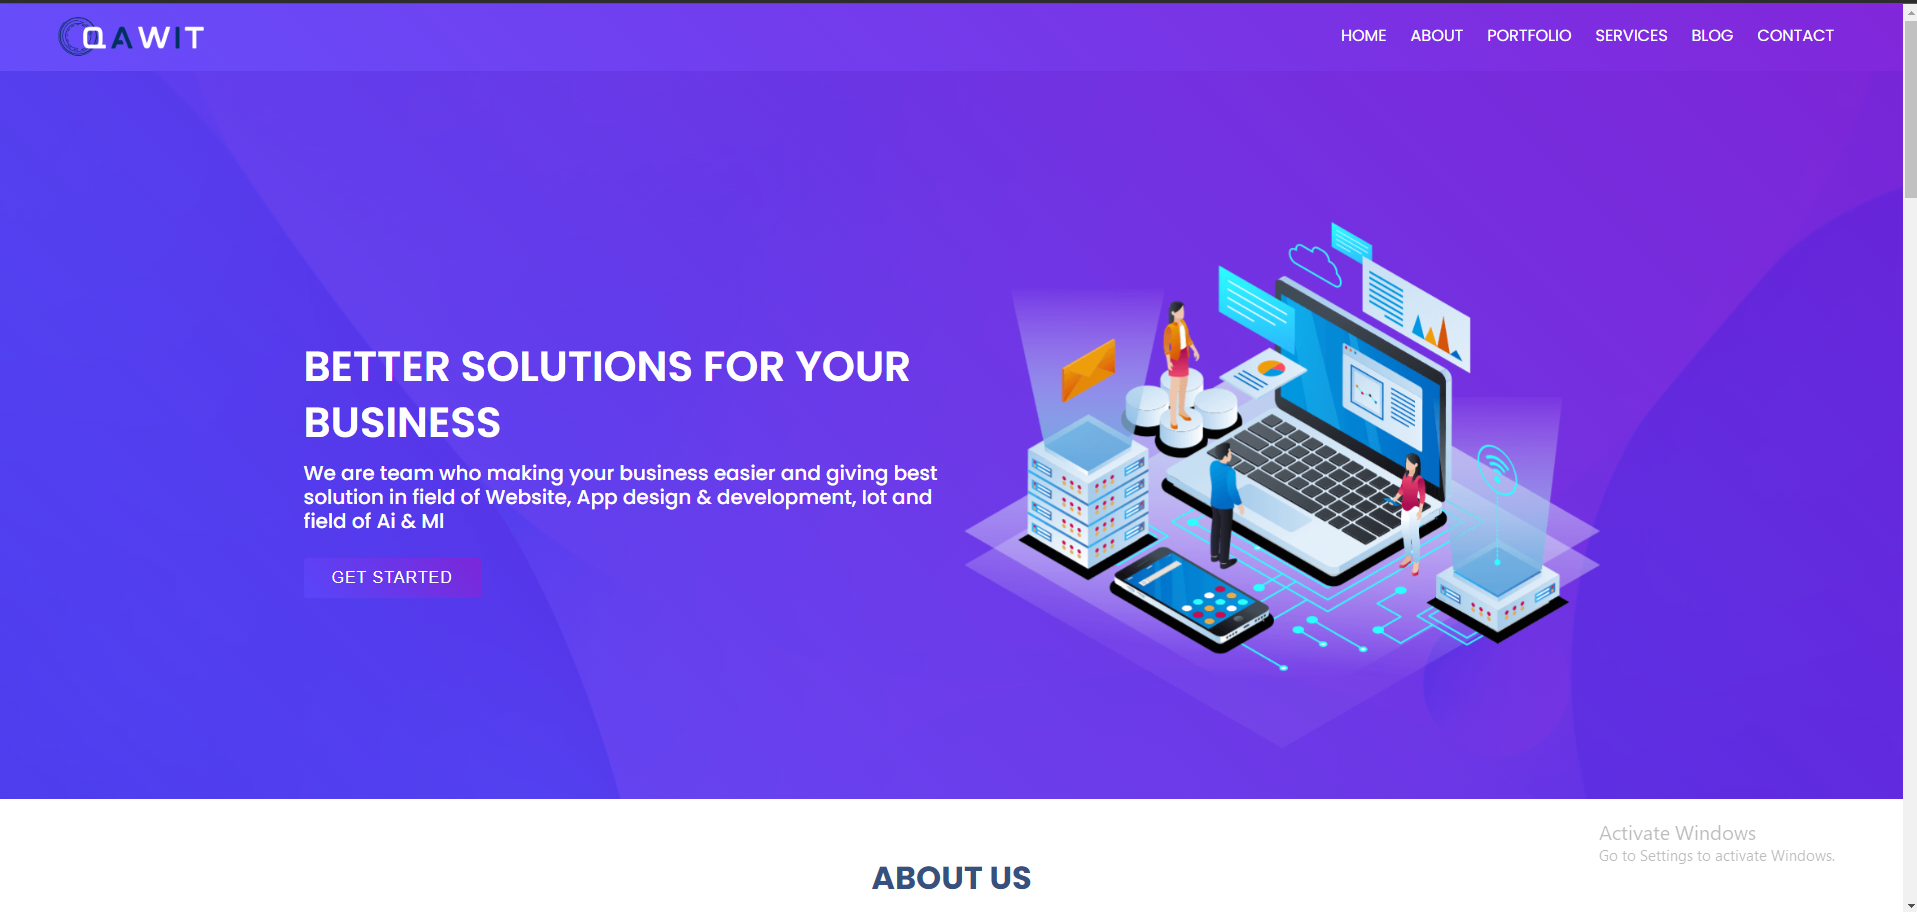 QAWIT
HOME ABOUT PORTFOLIO SERVICES BLOG CONTACT
BETTER SOLUTIONS FOR YOUR
BUSINESS
We are team who making your business easier and giving best
solution in field of Website, App design & development, Iot and
field of Ai & Ml
GET STARTED
Activate Windows
Go to Settings to activate Windows.
ABOUT US